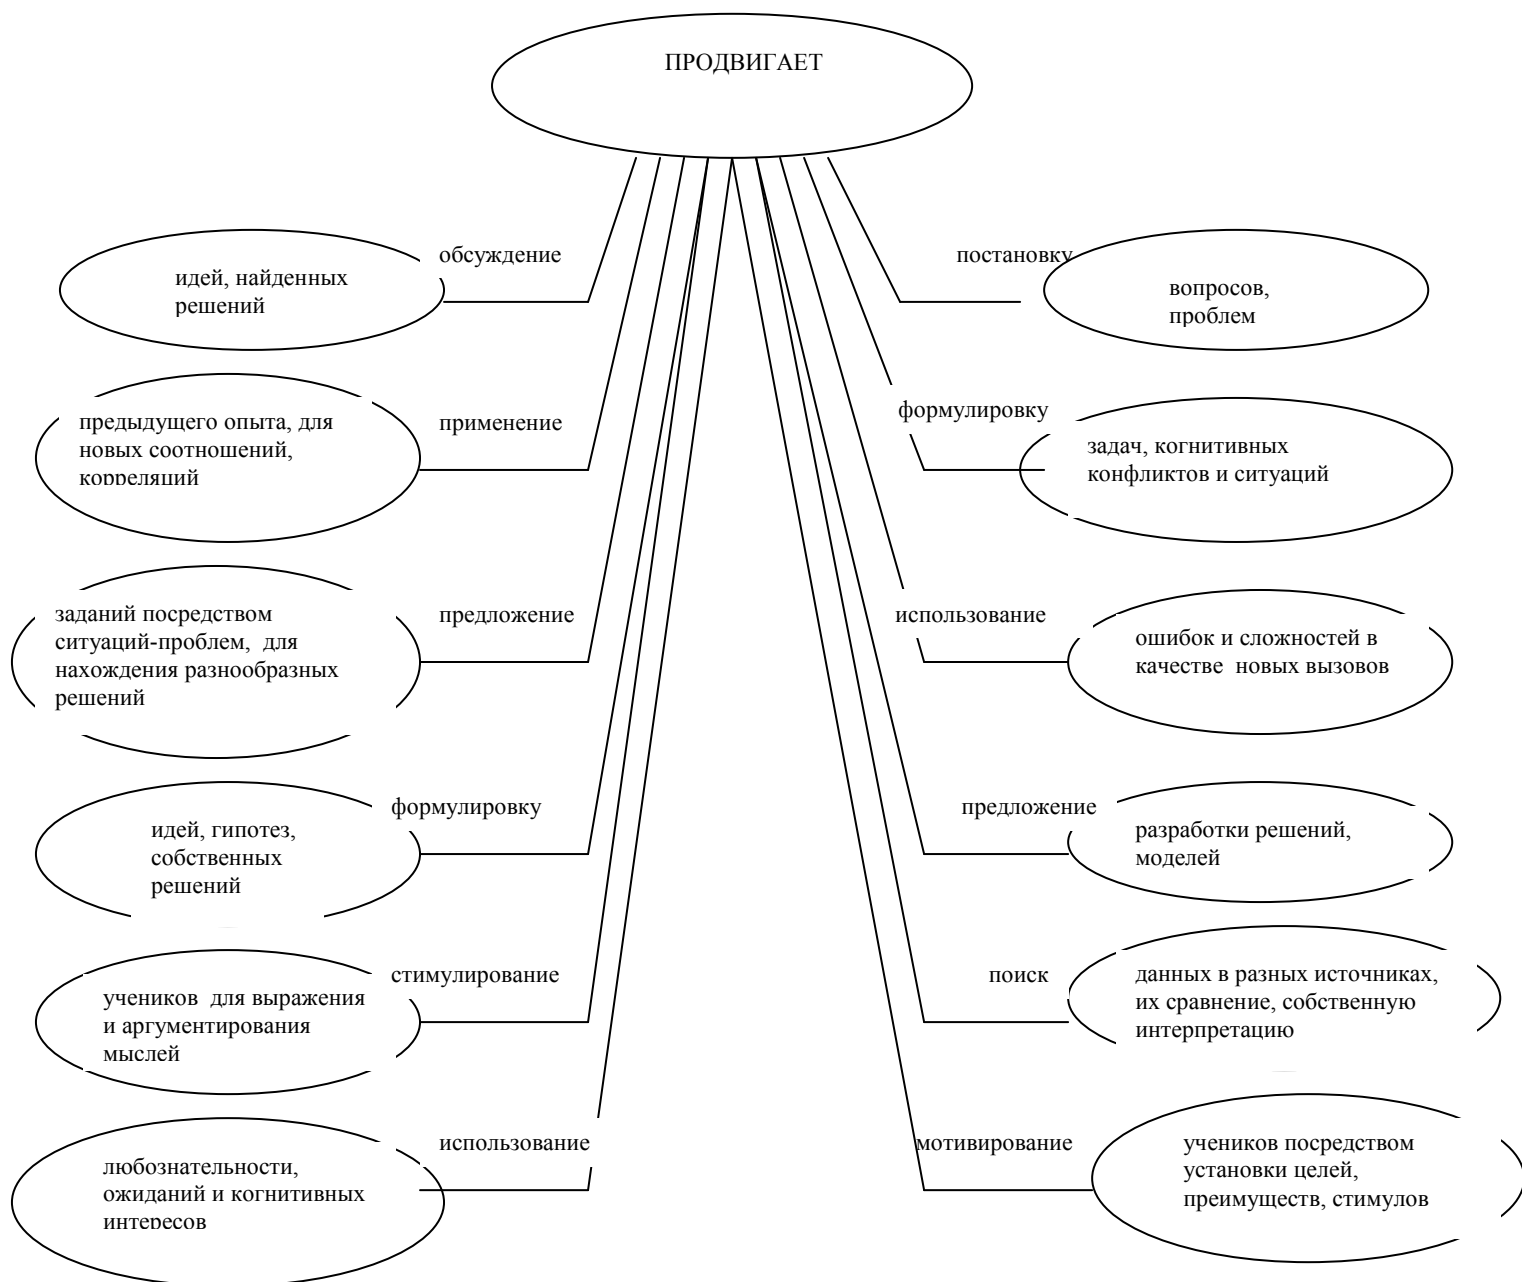 ПРОДВИГАЕТ
обсуждение
идей, найденных
решений
применение
предыдущего опыта, для
новых соотношений,
корреляций
предложение
заданий посредством
ситуаций-проблем, для
нахождения разнообразных
решений
формулировку
идей, гипотез,
собственных
решений
стимулирование
учеников для выражения
и аргументирования
мыслей
использование
любознательности,
ожиданий и когнитивных
интересов
постановку
вопросов,
проблем
формулировку
задач, когнитивных
конфликтов и ситуаций
использование
ошибок и сложностей в
качестве новых вызовов
предложение
разработки решений,
моделей
поиск
данных в разных источниках,
их сравнение, собственную
интерпретацию
мотивирование
учеников посредством
установки целей,
преимуществ, стимулов